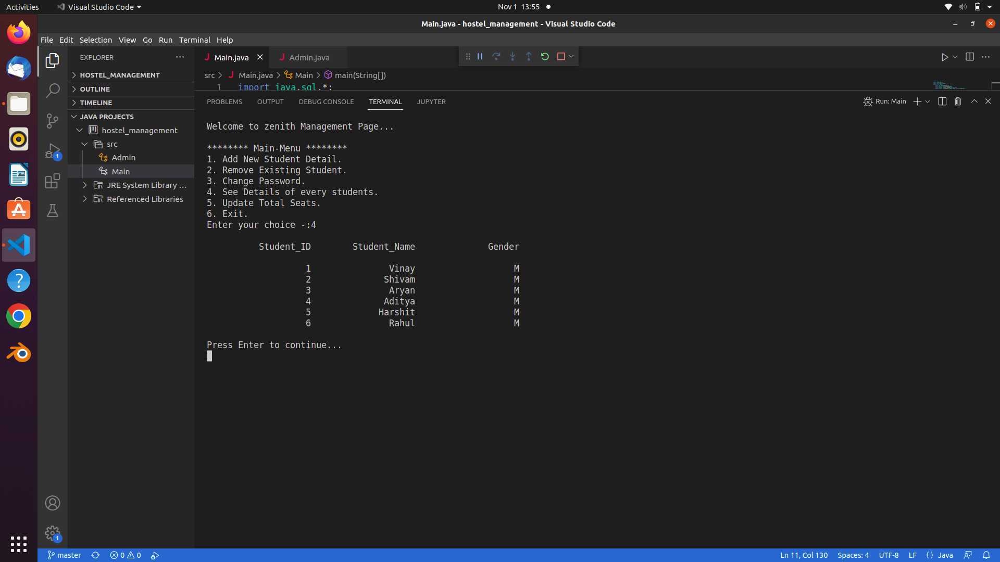 Activities
Visual Studio Code
Nov 1 13:55
Main.java - hostel_management - Visual Studio Code
File Edit Selection View Go Run Terminal Help
EXPLORER
HOSTEL_MANAGEMENT
OUTLINE
TIMELINE
JAVA PROJECTS
hostel_management
src
Admin
Main
JRE System Library ...
Referenced Libraries
1
1
Main.java
Admin.java
src > Main.java > Main > main(String[])
1 import java.sql.*;
PROBLEMS OUTPUT DEBUG CONSOLE TERMINAL JUPYTER
Run: Main
Welcome to zenith Management Page...
******** Main-Menu ********
1. Add New Student Detail.
2. Remove Existing Student.
3. Change Password.
4. See Details of every students.
5. Update Total Seats.
6. Exit.
Enter your choice -:4
Student_ID Student_Name Gender
1 Vinay M
2 Shivam M
3 Aryan M
4 Aditya M
5 Harshit M
6 Rahul M
Press Enter to continue...
master 0 0
Ln 11, Col 130 Spaces: 4 UTF-8 LF {} Java